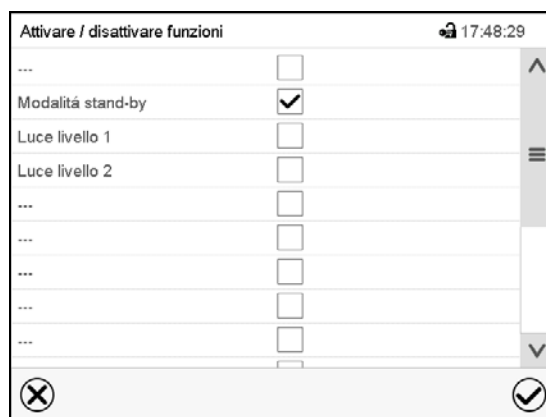 Attivare / disattivare funzioni 17:48:29
---
Modalitá stand-by
Luce livello 1
Luce livello 2
---
---
---
---
---